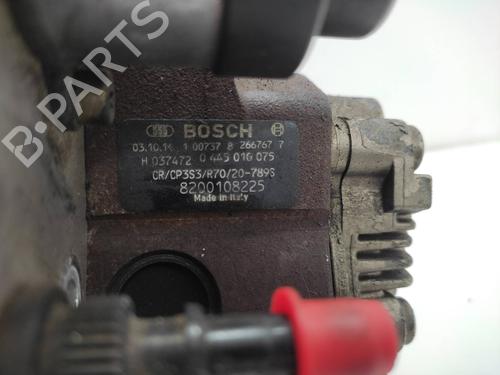 BOSCH
03.10.14 1 00737 8 266767 7
H 037472 0 445 010 075
CR/CP3S3/R70/20-789S
8200108225
Made in Italy
B-PARTS